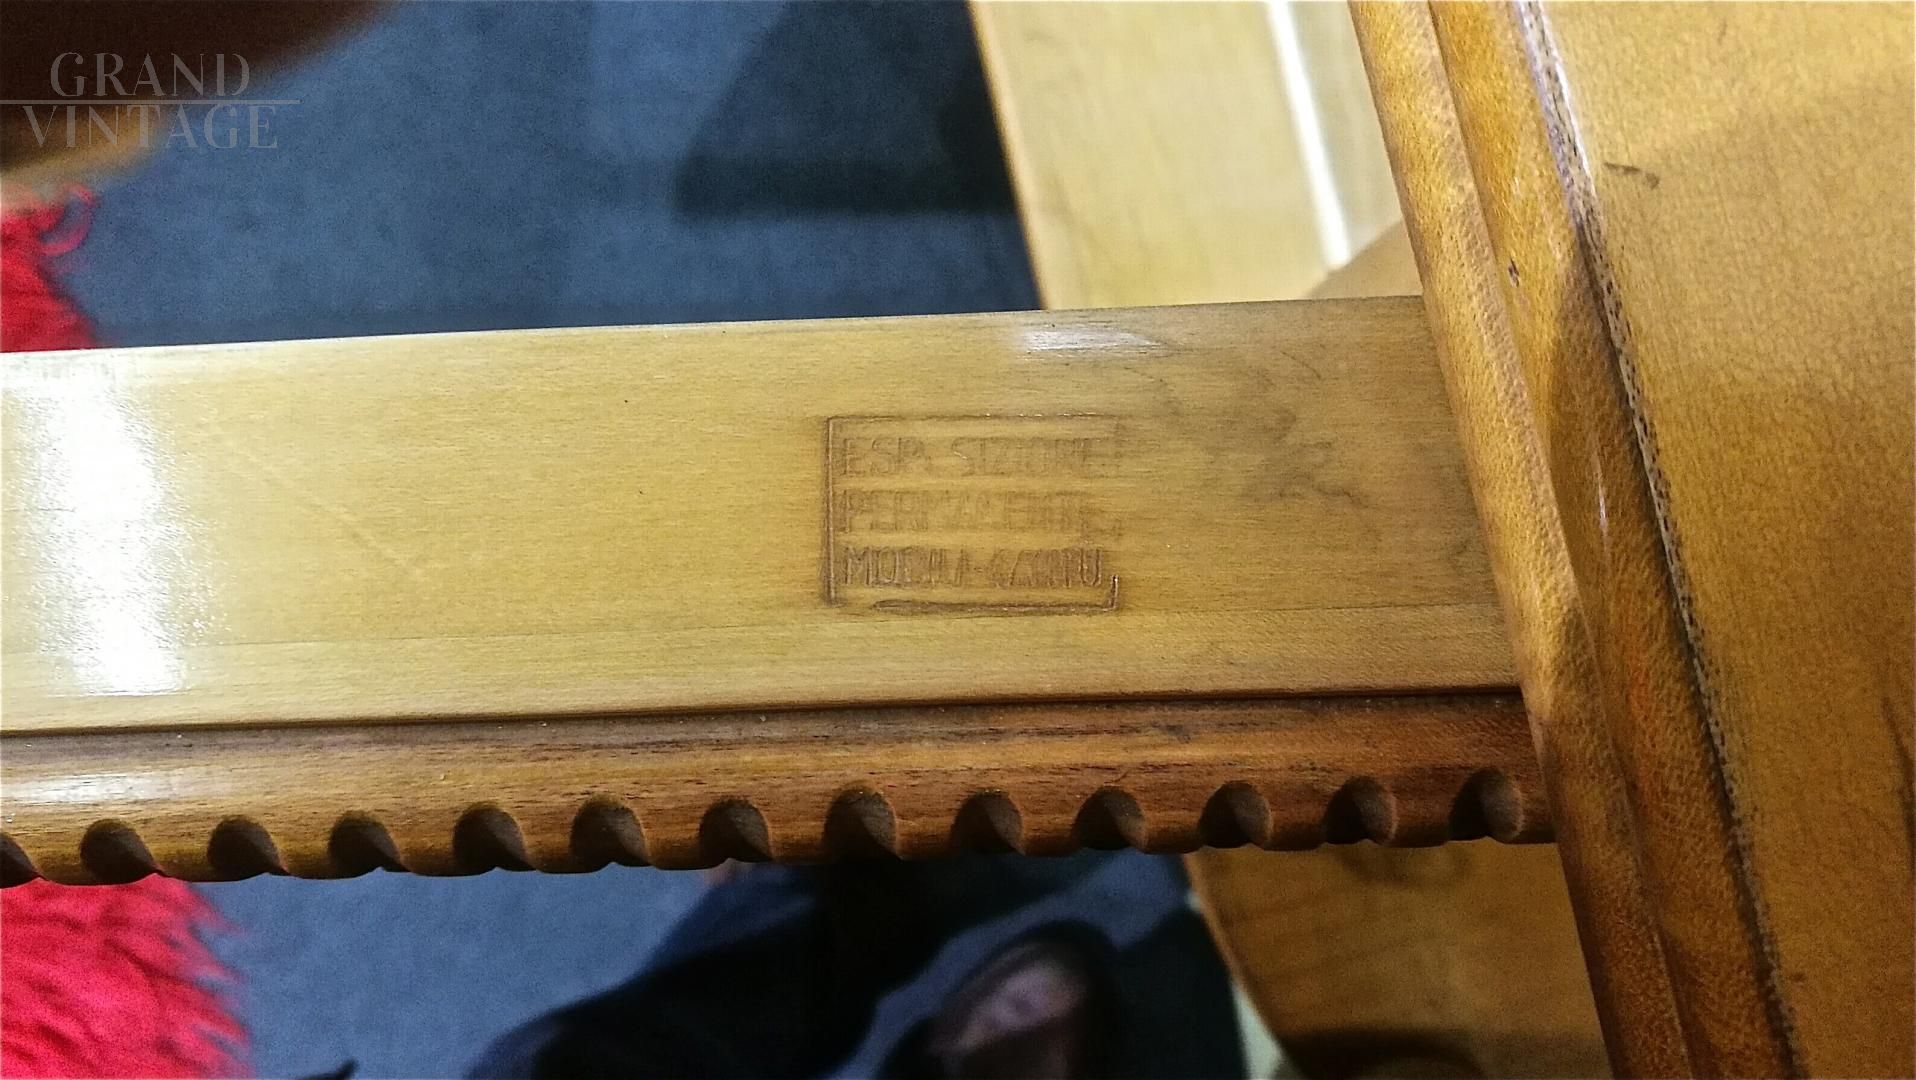 GRAND
VINTAGE
ESPOSIZIONE
PERMANENTE
MOBILI-CANTU